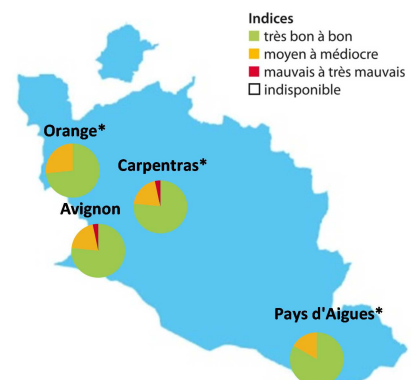 Indices
très bon à bon
moyen à médiocre
mauvais à très mauvais
indisponible
Orange*
Carpentras*
Avignon
Pays d'Aigues*